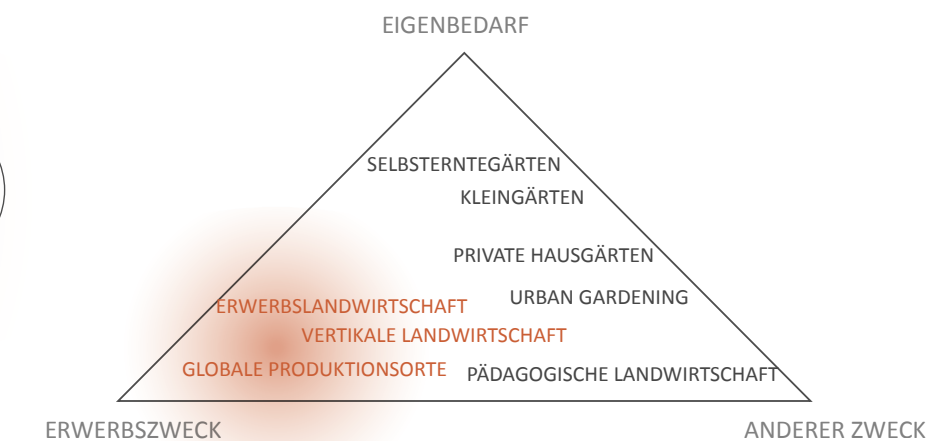 EIGENBEDARF
SELBSTERNTEGÄRTEN
KLEINGÄRTEN
PRIVATE HAUSGÄRTEN
URBAN GARDENING
ERWERBSLANDWIRTSCHAFT
VERTIKALE LANDWIRTSCHAFT
GLOBALE PRODUKTIONSORTE
PÄDAGOGISCHE LANDWIRTSCHAFT
ERWERBSZWECK
ANDERER ZWECK